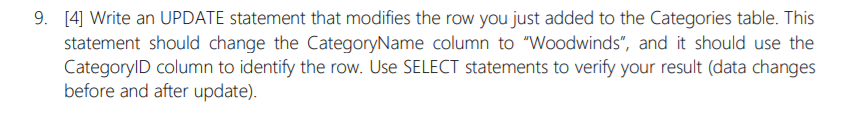 9. [4] Write an UPDATE statement that modifies the row you just added to the Categories table. This
statement should change the CategoryName column to “Woodwinds”, and it should use the
CategoryID column to identify the row. Use SELECT statements to verify your result (data changes
before and after update).